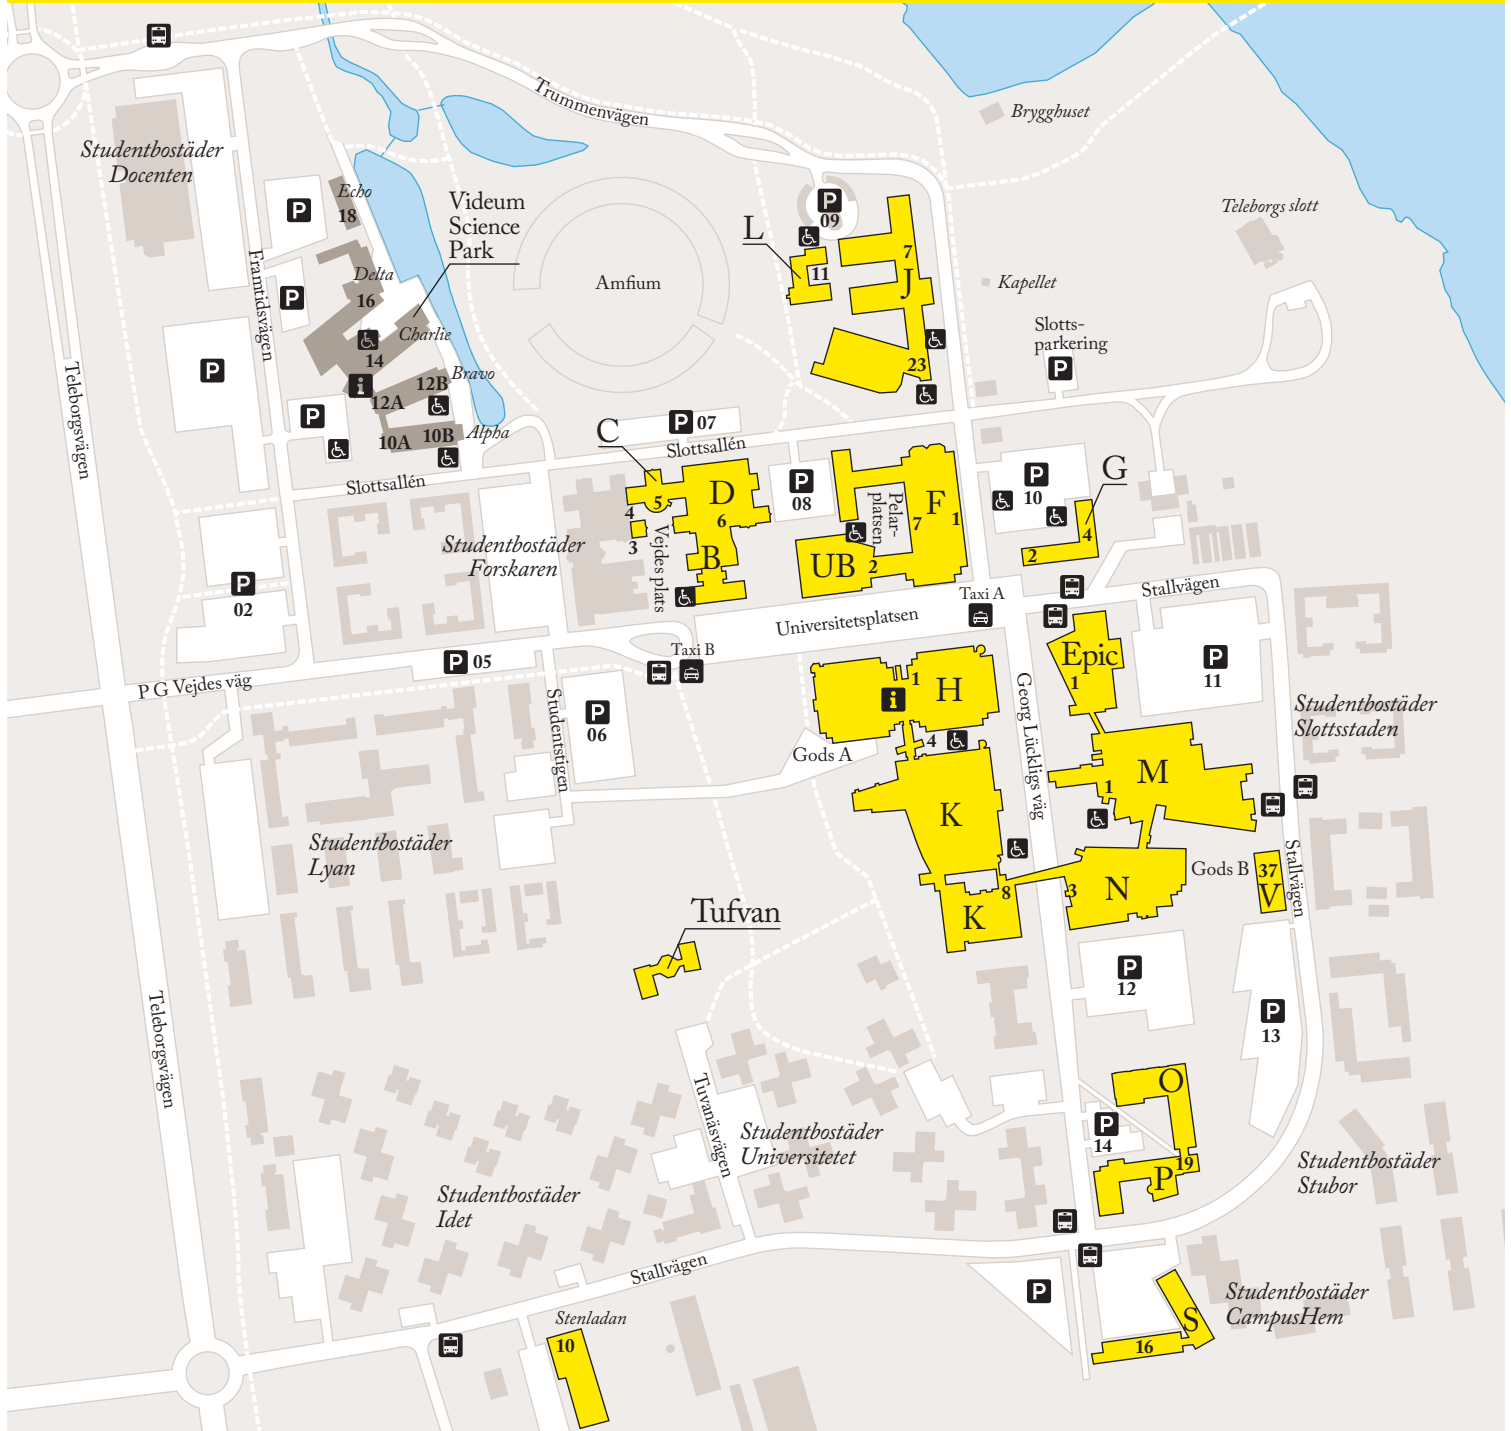 Trummenvägen
Brygghuset
Studentbostäder
Docenten
Echo
18
Videum
Science
Park
P
P
09
L
11
7
J
Teleborgs slott
Framtidsvägen
Delta
16
P
Amfium
Kapellet
Charlie
14
Slotts-
parkering
P
23
P
Teleborgsvägen
i
12A
12B
Bravo
P
10A
10B
Alpha
P 07
C
Slottsallén
Slottsallén
D
6
5
4
3
B
Vejdes plats
P
08
Pelar-
platsen
F
7
1
UB
2
P
10
G
4
2
Studentbostäder
Forskaren
P
02
Taxi A
Stallvägen
Universitetsplatsen
P 05
Taxi B
P G Vejdes väg
Studentstigen
P
06
i
1
H
4
Gods A
Georg Lückligs väg
Epic
1
P
11
Studentbostäder
Slottsstaden
M
1
K
Studentbostäder
Lyan
8
K
3
N
Gods B
37
V
Stallvägen
Tufvan
P
12
P
13
Teleborgsvägen
Tuvanäsvägen
O
P
14
19
P
Studentbostäder
Universitetet
Studentbostäder
Stubor
Studentbostäder
Idet
Stallvägen
P
Studentbostäder
CampusHem
S
16
Stenladan
10